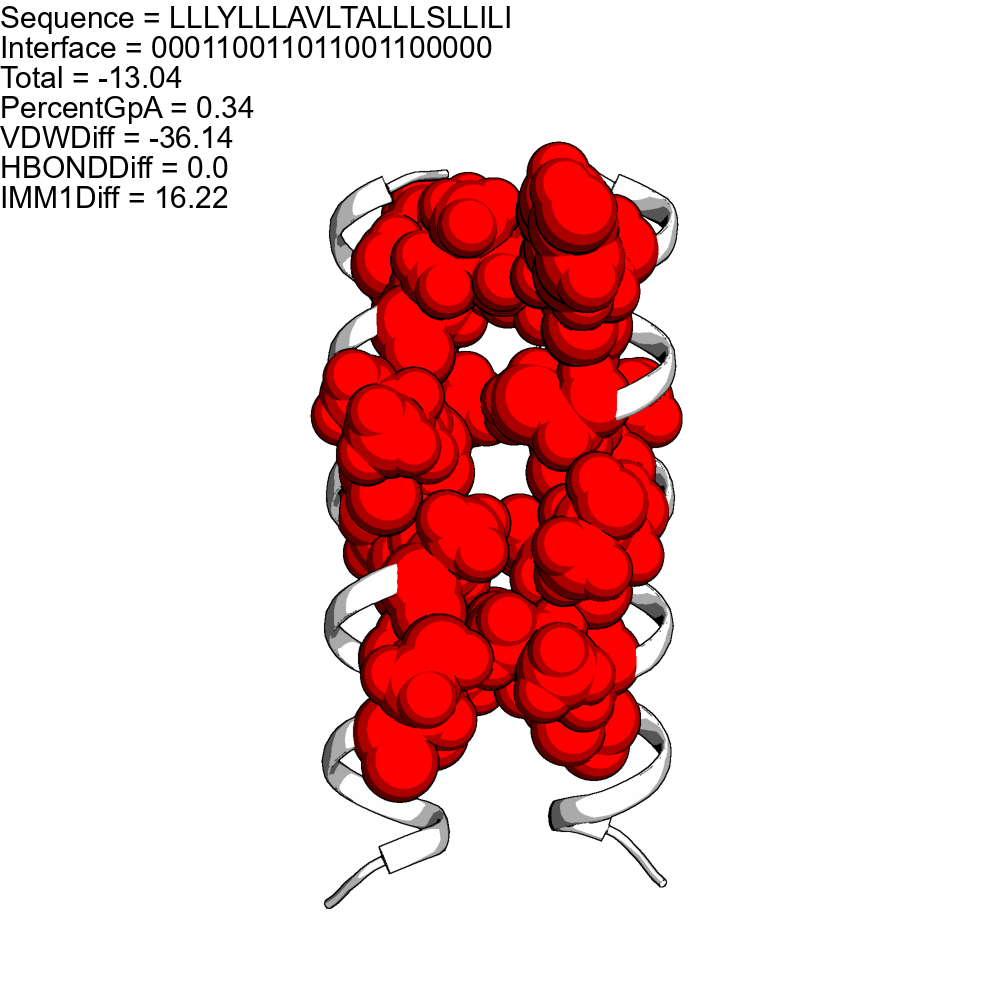 Sequence = LLLYLLLAVLTALLLSLLILI
Interface = 000110011011001100000
Total = -13.04
PercentGpA = 0.34
VDWDiff = -36.14
HBONDDiff = 0.0
IMM1Diff = 16.22